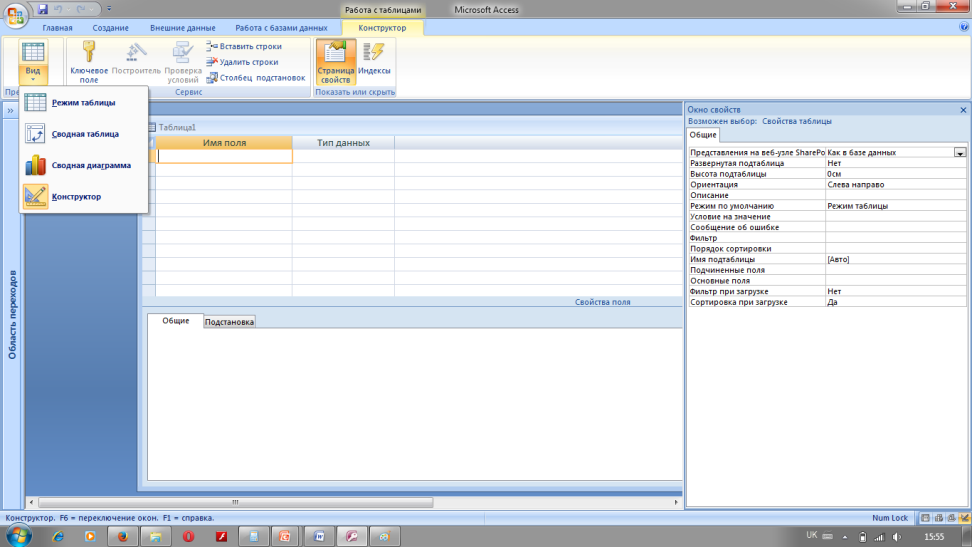 Работа с таблицами
Microsoft Access
Главная
Создание
Внешние данные
Работа с базами данных
Конструктор
Вид
Ключевое поле
Построитель
Проверка условий
Вставить строки
Удалить строки
Столбец подстановок
Страница свойств
Индексы
Сервис
Показать или скрыть
Режим таблицы
Сводная таблица
Сводная диаграмма
Конструктор
Таблица1
Имя поля
Тип данных
Свойства поля
Общие
Подстановка
Область переходов
Окно свойств
Возможен выбор: Свойства таблицы
Общие
Представления на веб-узле SharePo Как в базе данных
Развернутая подтаблица Нет
Высота подтаблицы 0см
Ориентация Слева направо
Описание
Режим по умолчанию Режим таблицы
Условие на значение
Сообщение об ошибке
Фильтр
Порядок сортировки
Имя подтаблицы [Авто]
Подчиненные поля
Основные поля
Фильтр при загрузке Нет
Сортировка при загрузке Да
Конструктор. F6 = переключение окон. F1 = справка.
Num Lock
UK
15:55